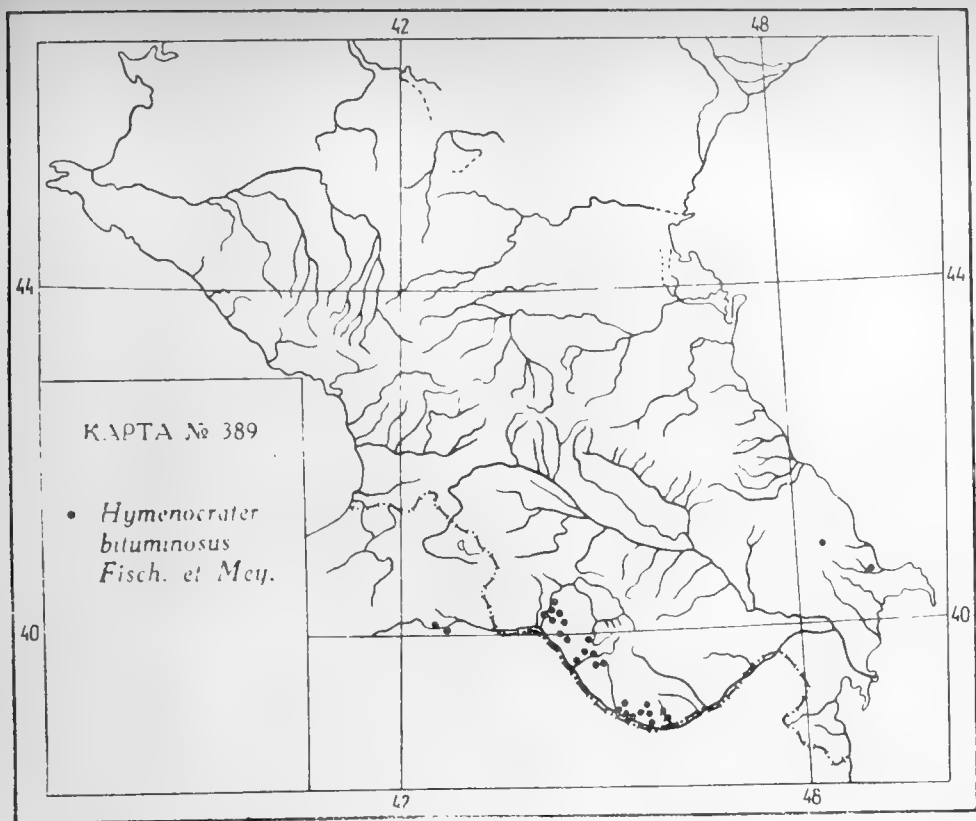 42 48
44 44
КАРТА № 389
• Hymenocrater
bituminosus
Fisch. et Mey.
40 40
42 48